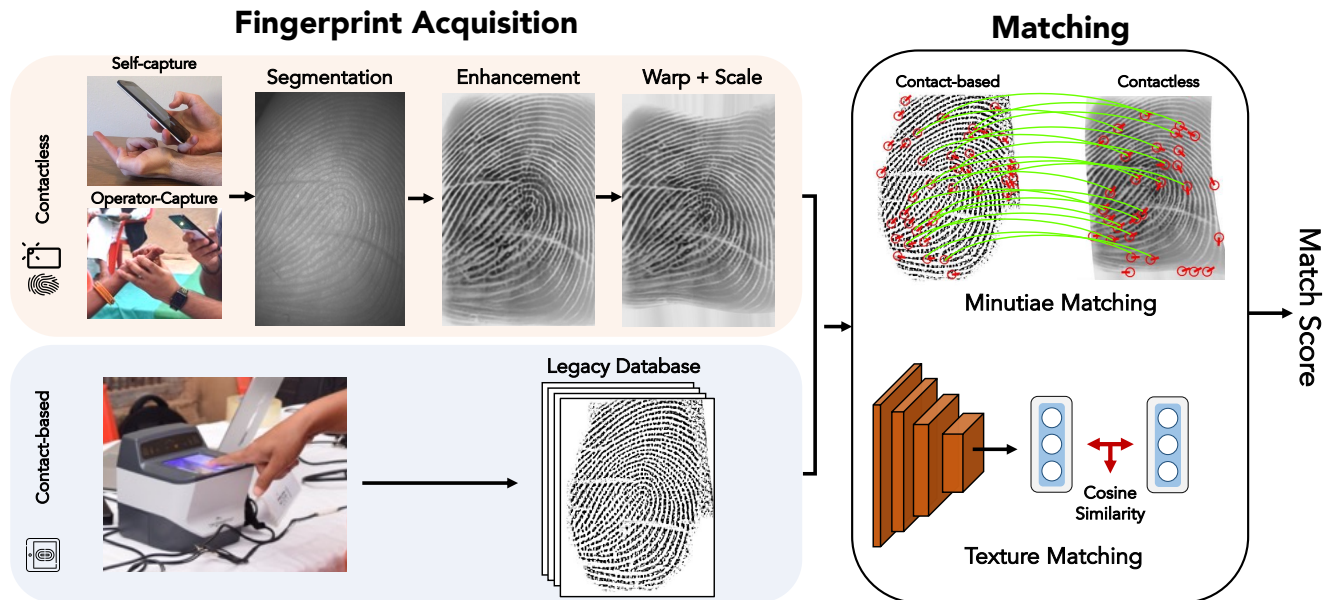 Fingerprint Acquisition
Matching
Self-capture
Segmentation
Enhancement
Warp + Scale
Contactless
Operator-Capture
Contact-based
Contactless
Minutiae Matching
Match Score
Contact-based
Legacy Database
Cosine
Similarity
Texture Matching